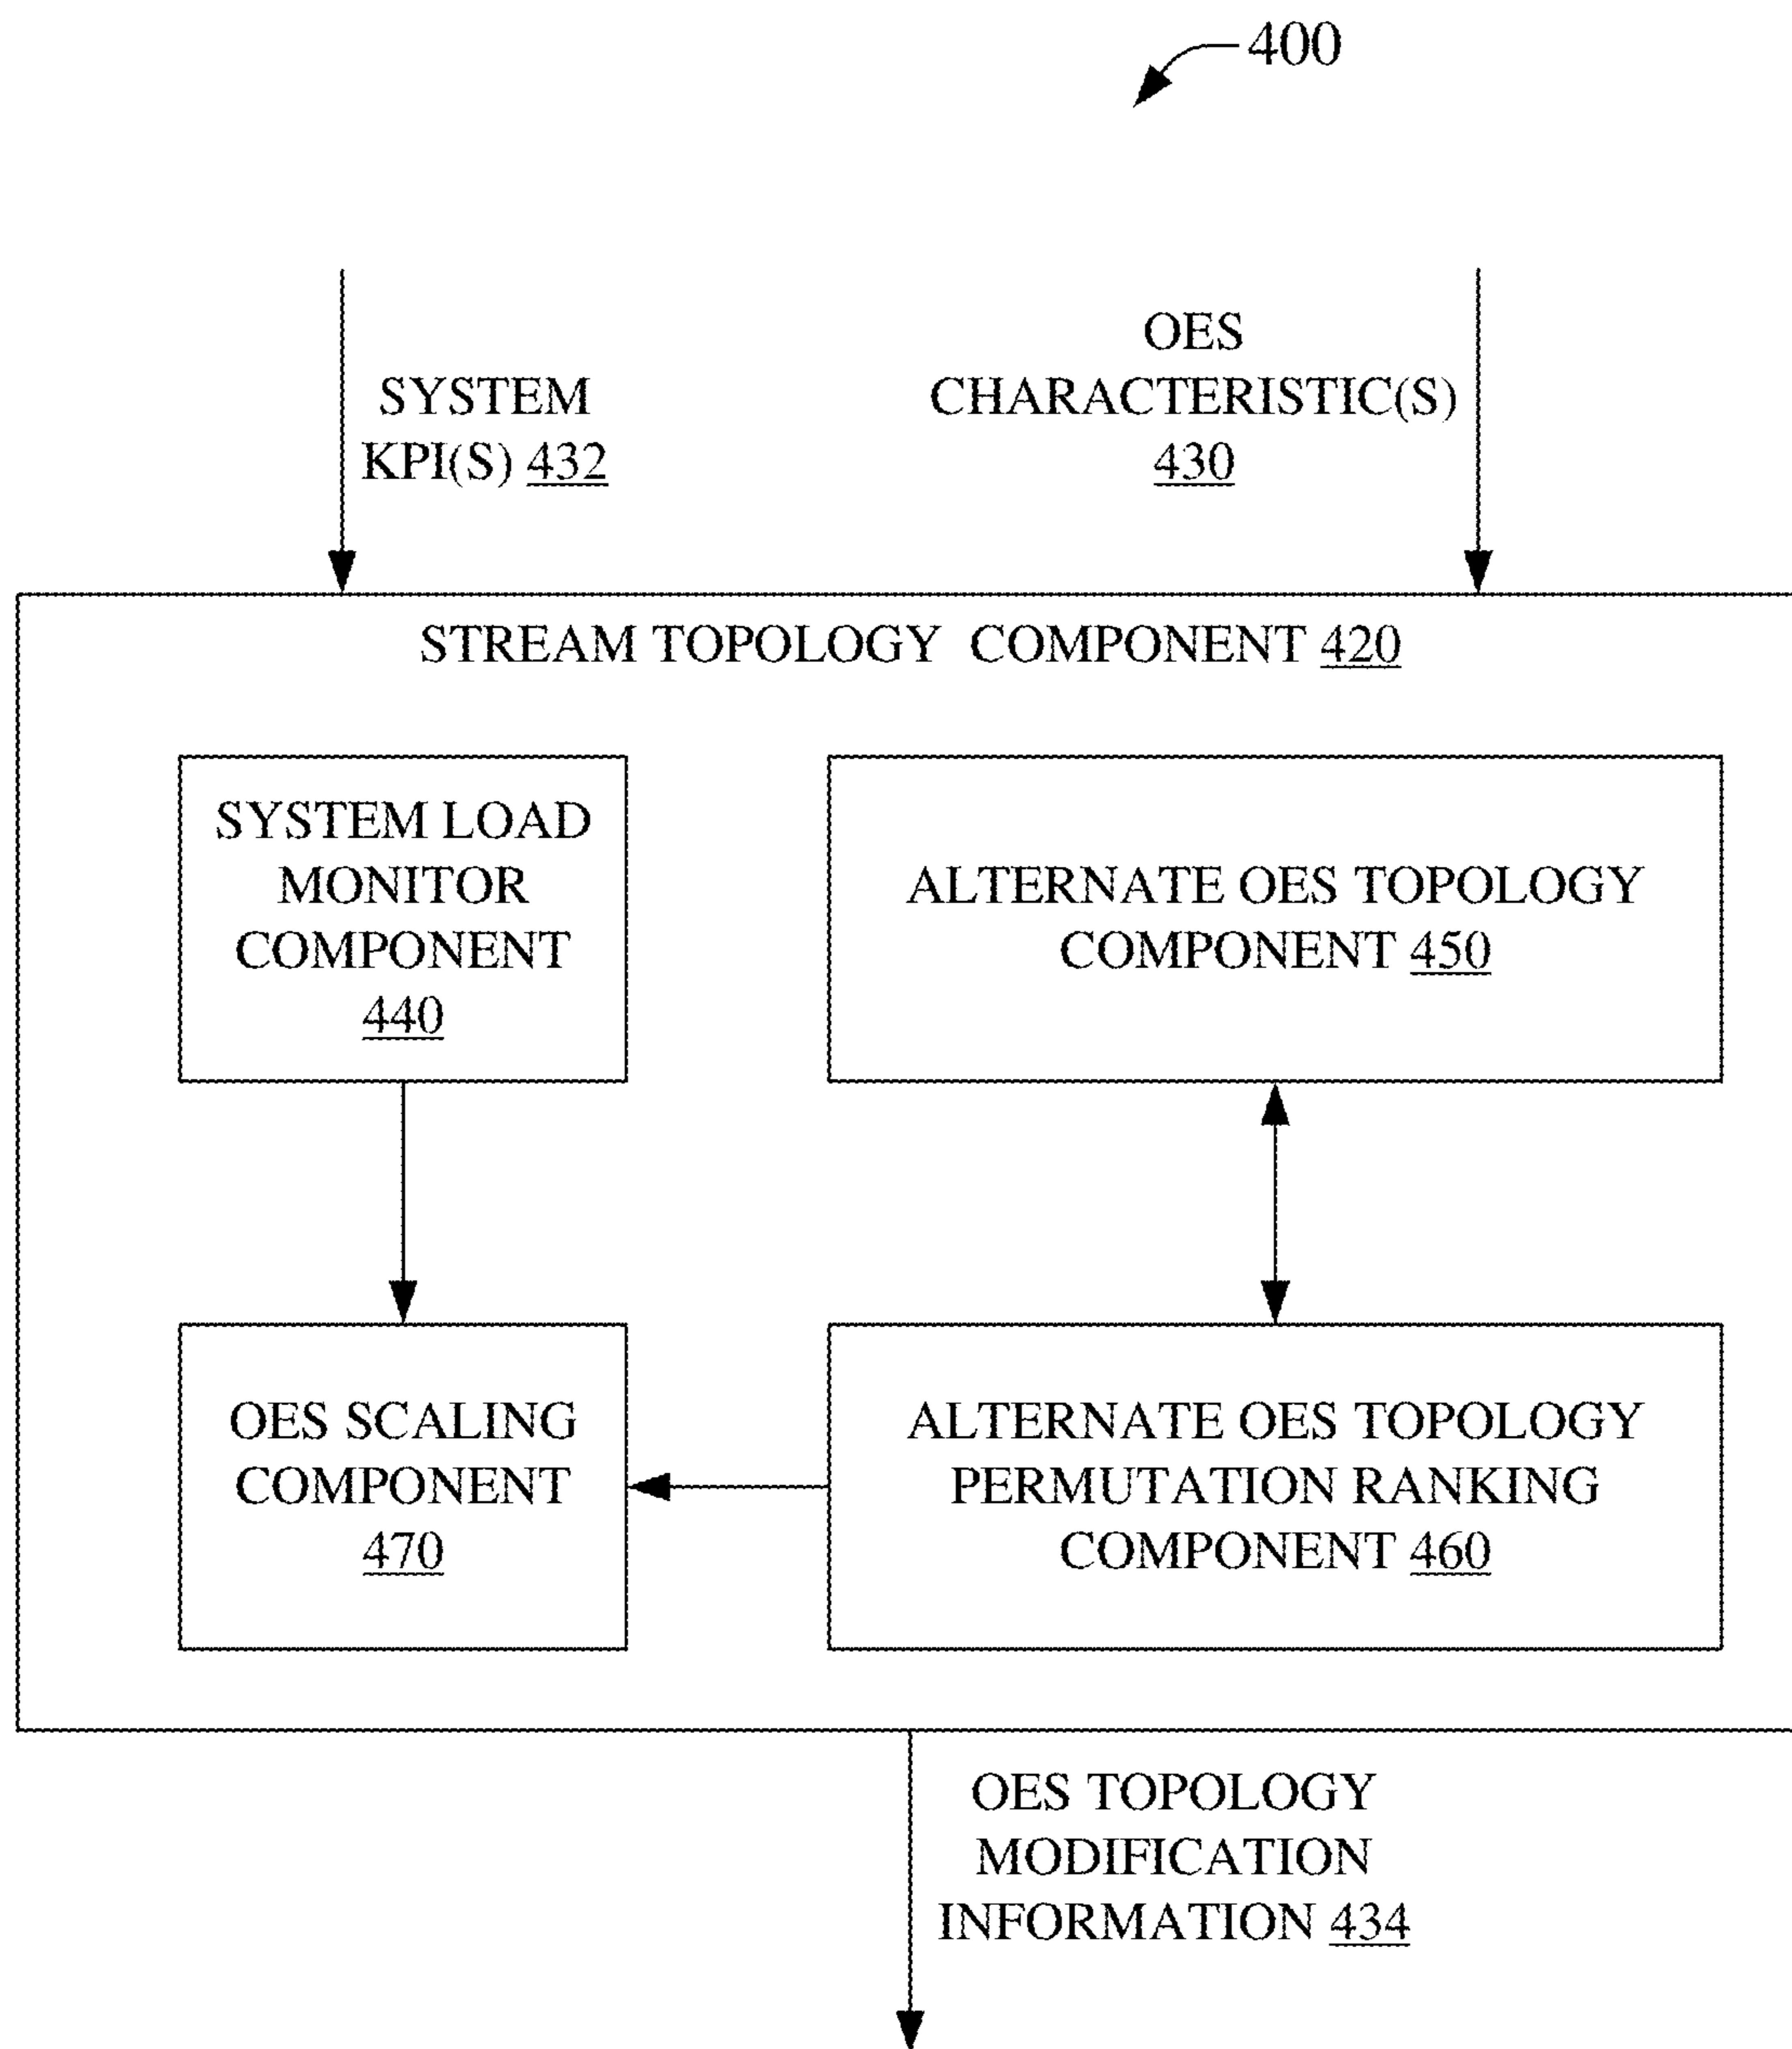 400
SYSTEM
KPI(S) 432
OES
CHARACTERISTIC(S)
430
STREAM TOPOLOGY COMPONENT 420
SYSTEM LOAD
MONITOR
COMPONENT
440
ALTERNATE OES TOPOLOGY
COMPONENT 450
OES SCALING
COMPONENT
470
ALTERNATE OES TOPOLOGY
PERMUTATION RANKING
COMPONENT 460
OES TOPOLOGY
MODIFICATION
INFORMATION 434